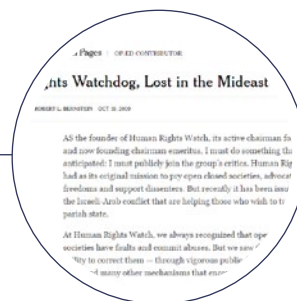 Pages | OP-ED CONTRIBUTOR
hts Watchdog, Lost in the Mideast
ROBERT L. BERNSTEIN OCT. 19, 2009
AS the founder of Human Rights Watch, its active chairman fo
and now founding chairman emeritus, I must do something tha
anticipated: I must publicly join the group's critics. Human Rig
had as its original mission to pry open closed societies, advocat
freedoms and support dissenters. But recently it has been issu
the Israeli-Arab conflict that are helping those who wish to t
pariah state.
At Human Rights Watch, we always recognized that ope
societies have faults and commit abuses. But we saw
ility to correct them — through vigorous public
d many other mechanisms that enco